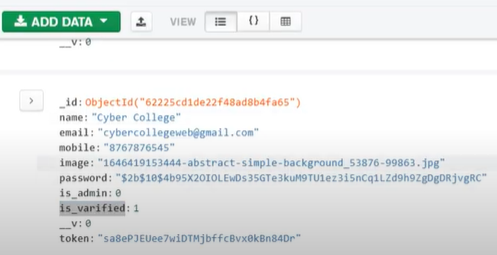 ADD DATA VIEW {}
__v: 0
_id: ObjectId("62225cd1de22f48ad8b4fa65")
name: "Cyber College"
email: "cybercollegeweb@gmail.com"
mobile: "8767876545"
image: "1646419153444-abstract-simple-background_53876-99863.jpg"
password: "$2b$10$4b95X2OIOLEwDs35GTe3kuM9TU1ez3i5nCq1LZd9h9ZgDgDRjvgRC"
is_admin: 0
is_varified: 1
__v: 0
token: "sa8ePJEUee7wiDTMjbffcBvx0kBn84Dr"